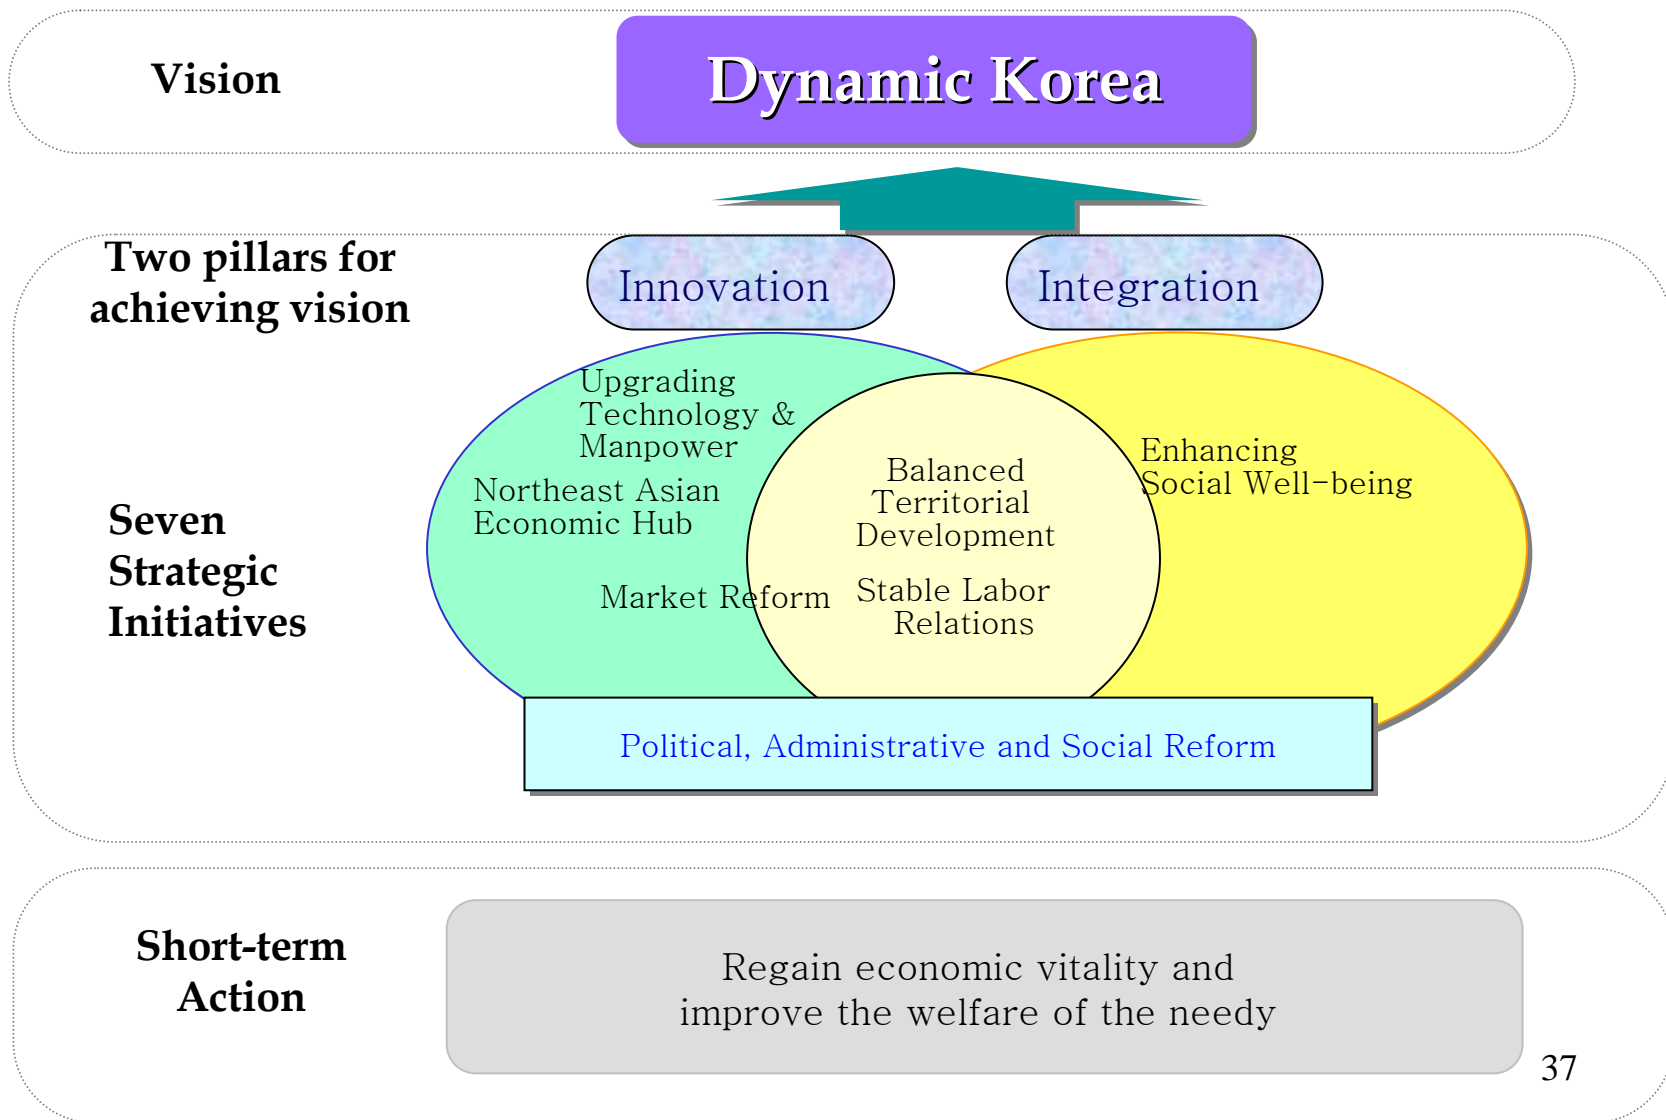 Vision
Dynamic Korea
Two pillars for
achieving vision
Innovation
Integration
Seven
Strategic
Initiatives
Upgrading
Technology &
Manpower
Northeast Asian
Economic Hub
Market Reform
Balanced
Territorial
Development
Stable Labor
Relations
Enhancing
Social Well-being
Political, Administrative and Social Reform
Short-term
Action
Regain economic vitality and
improve the welfare of the needy
37